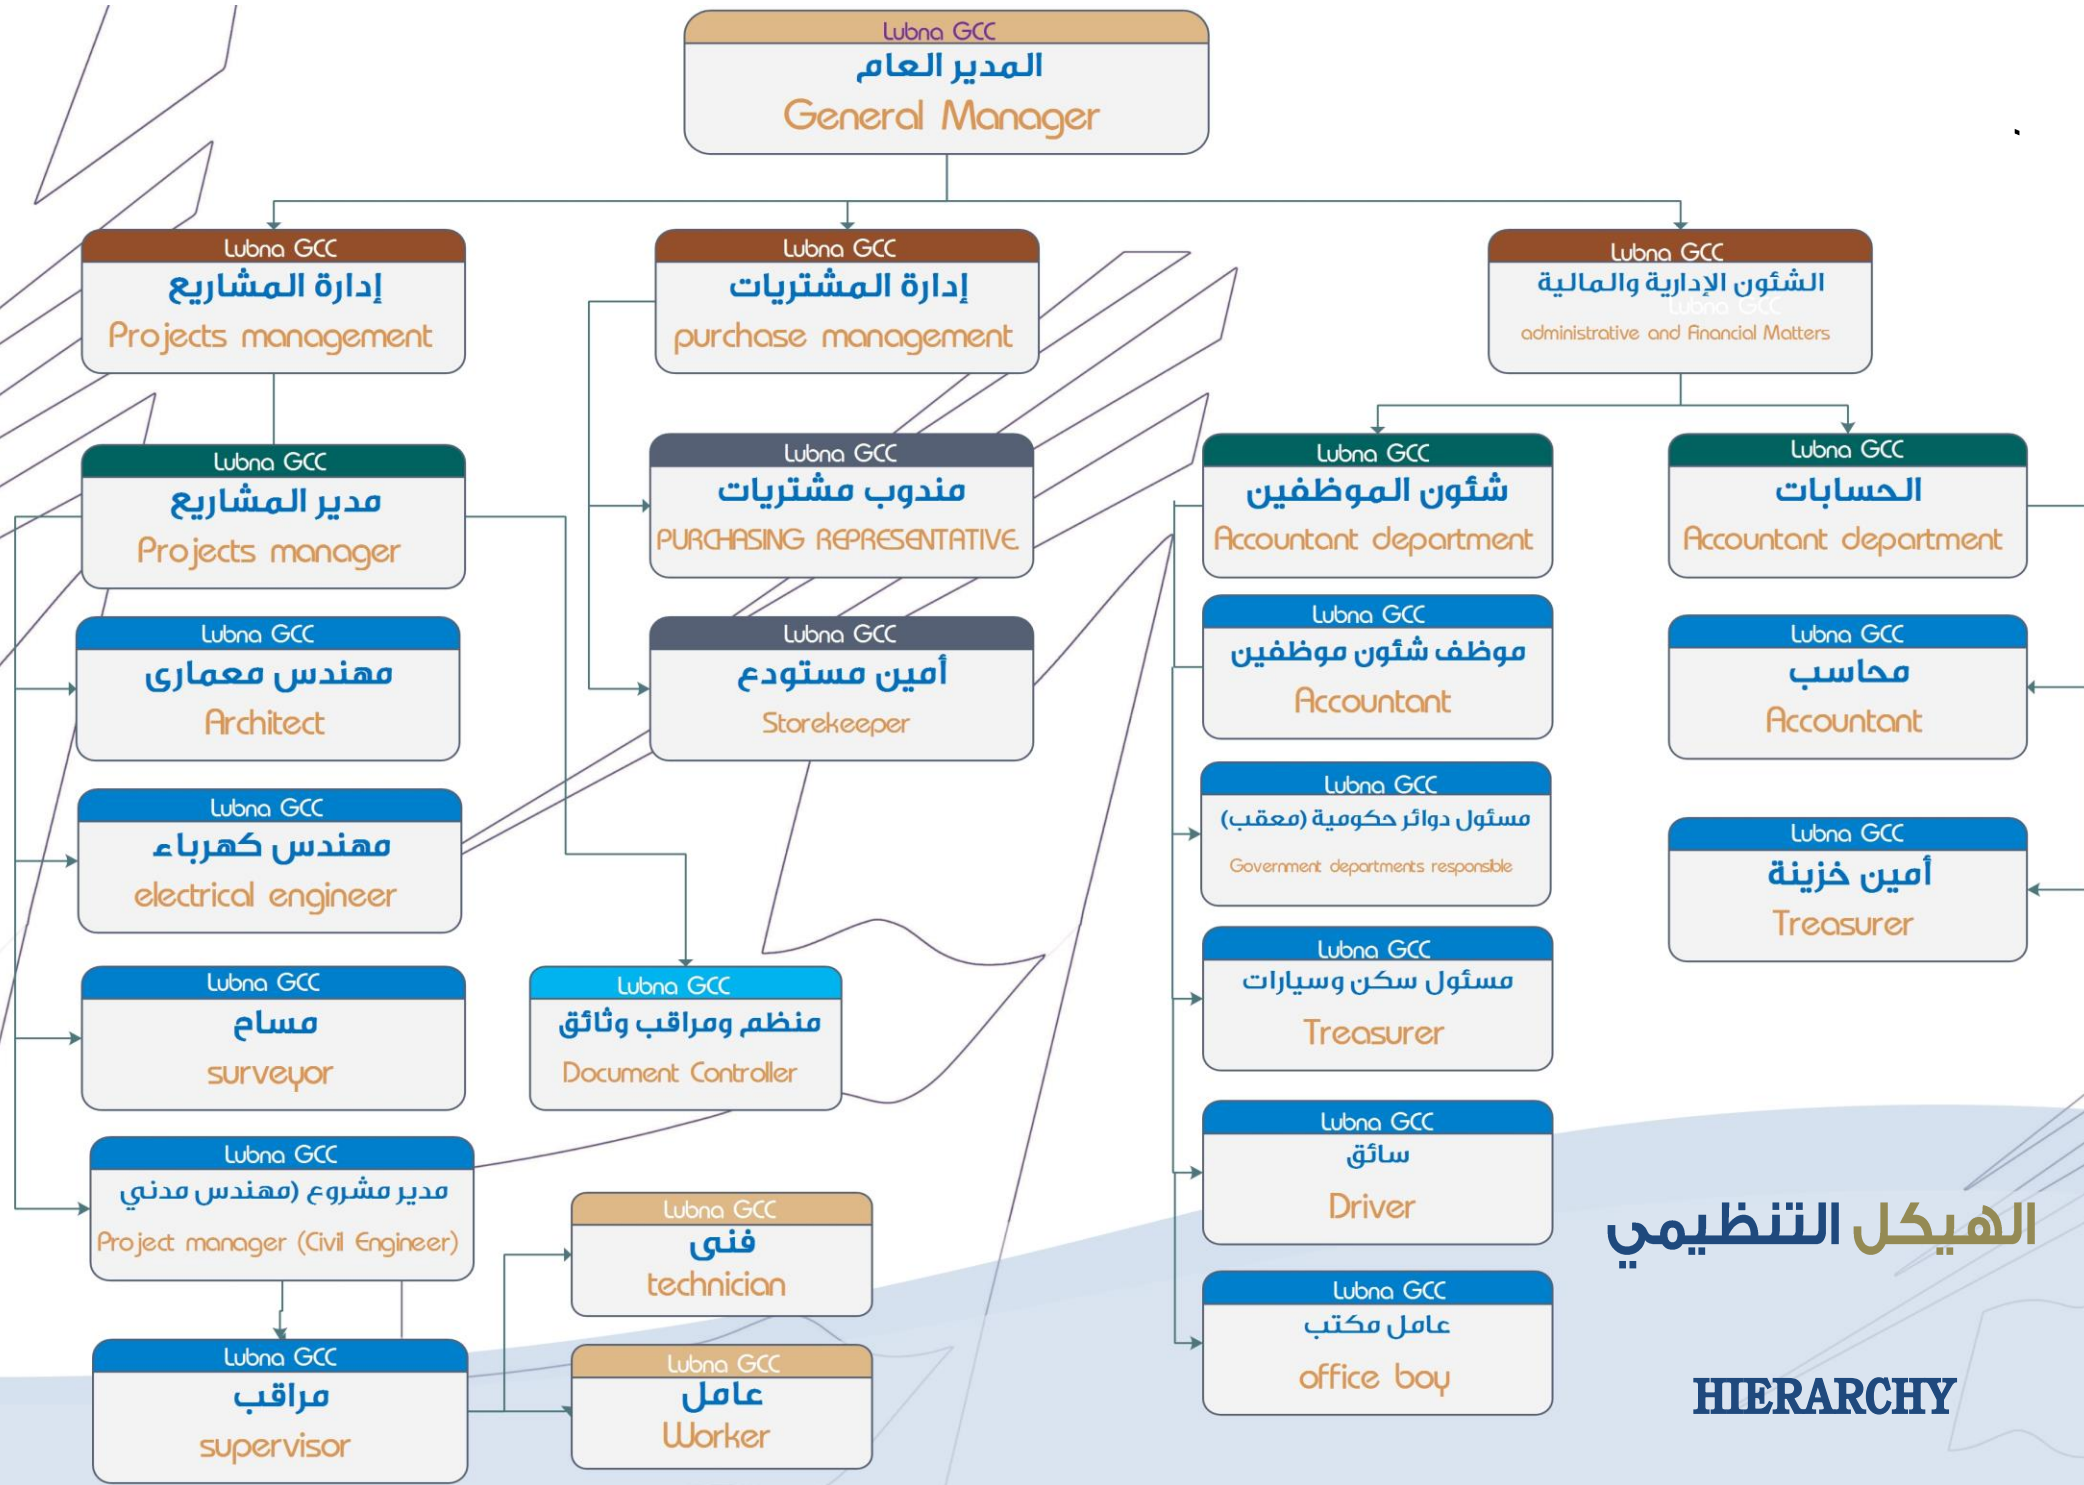 Lubna GCC
المدير العام
General Manager
Lubna GCC
إدارة المشاريع
Projects management
Lubna GCC
إدارة المشتريات
purchase management
Lubna GCC
الشئون الإدارية والمالية
Lubna GCC
administrative and Financial Matters
Lubna GCC
مدير المشاريع
Projects manager
Lubna GCC
مندوب مشتريات
PURCHASING REPRESENTATIVE
Lubna GCC
شئون الموظفين
Accountant department
Lubna GCC
الحسابات
Accountant department
Lubna GCC
مهندس معمارى
Architect
Lubna GCC
أمين مستودع
Storekeeper
Lubna GCC
موظف شئون موظفين
Accountant
Lubna GCC
محاسب
Accountant
Lubna GCC
مهندس كهرباء
electrical engineer
Lubna GCC
مسئول دوائر حكومية (معقب)
Government departments responsible
Lubna GCC
أمين خزينة
Treasurer
Lubna GCC
مساح
surveyor
Lubna GCC
منظم ومراقب وثائق
Document Controller
Lubna GCC
مسئول سكن وسيارات
Treasurer
Lubna GCC
مدير مشروع (مهندس مدني
Project manager (Civil Engineer)
Lubna GCC
فنى
technician
Lubna GCC
سائق
Driver
Lubna GCC
مراقب
supervisor
Lubna GCC
عامل
Worker
Lubna GCC
عامل مكتب
office boy
الهيكل التنظيمي
HIERARCHY